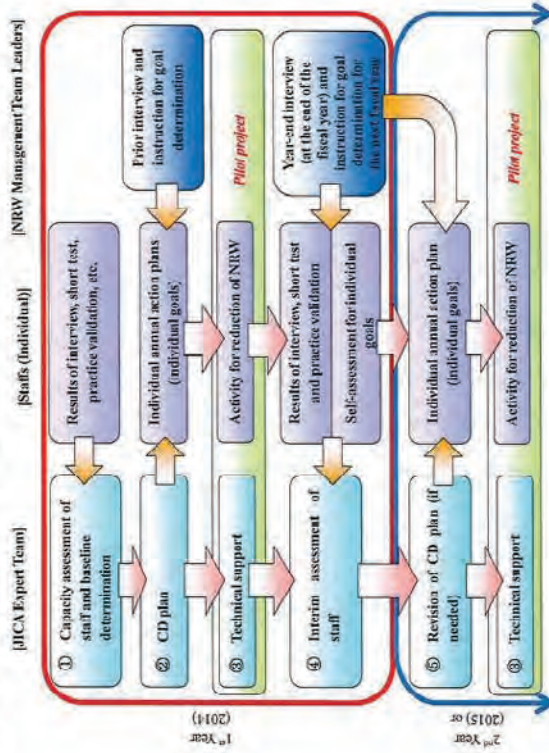 [JICA Expert Team]
[Staffs (Individual)]
[NRW Management Team Leaders]
1st Year
(2014)
① Capacity assessment of
staff and baseline
determination
Results of interview, short test,
practice validation, etc.
② CD plan
Individual annual action plans
(individual goals)
Prior interview and
instruction for goal
determination
③ Technical support
Activity for reduction of NRW
Pilot project
④ Interim assessment of
staff
Results of interview, short test
and practice validation
Self-assessment for individual
goals
Year-end interview
(at the end of the
fiscal year) and
instruction for goal
determination for
the next fiscal year
2nd Year
(2015) or
⑤ Revision of CD plan (if
needed)
Individual annual action plan
(individual goals)
③ Technical support
Activity for reduction of NRW
Pilot project